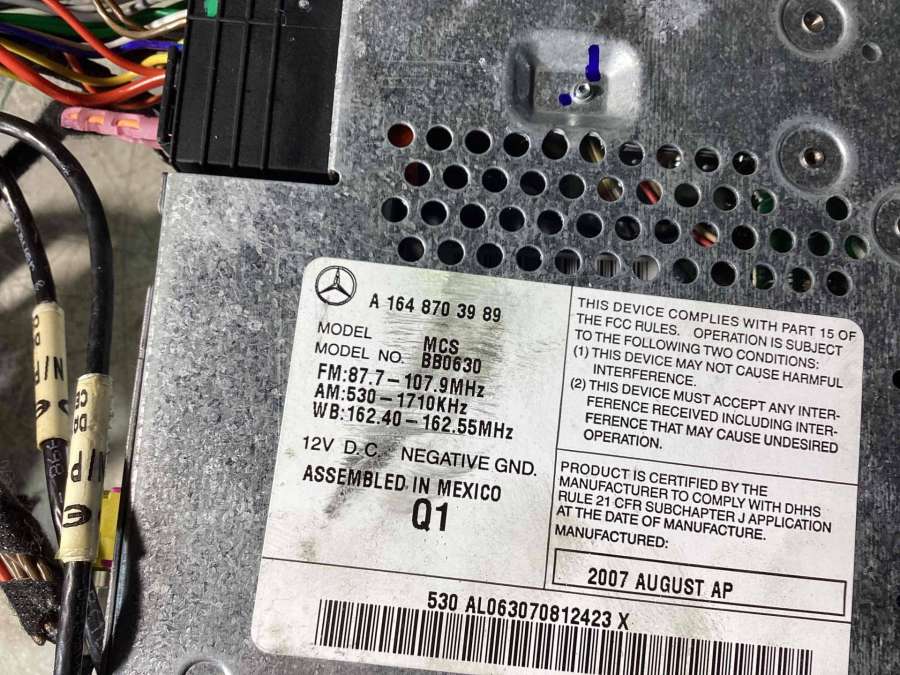 A 164 870 39 89
MODEL MCS
MODEL NO. BB0630
FM:87.7-107.9MHz
AM:530-1710KHz
WB:162.40-162.55MHz
12V D.C. NEGATIVE GND.
ASSEMBLED IN MEXICO
Q1
THIS DEVICE COMPLIES WITH PART 15 OF
THE FCC RULES. OPERATION IS SUBJECT
TO THE FOLLOWING TWO CONDITIONS:
(1) THIS DEVICE MAY NOT CAUSE HARMFUL
INTERFERENCE.
(2) THIS DEVICE MUST ACCEPT ANY INTER-
FERENCE RECEIVED INCLUDING INTER-
FERENCE THAT MAY CAUSE UNDESIRED
OPERATION.
PRODUCT IS CERTIFIED BY THE
MANUFACTURER TO COMPLY WITH DHHS
RULE 21 CFR SUBCHAPTER J APPLICATION
AT THE DATE OF MANUFACTURE.
MANUFACTURED:
2007 AUGUST AP
530 AL063070812423 X
N/P
G
N/P